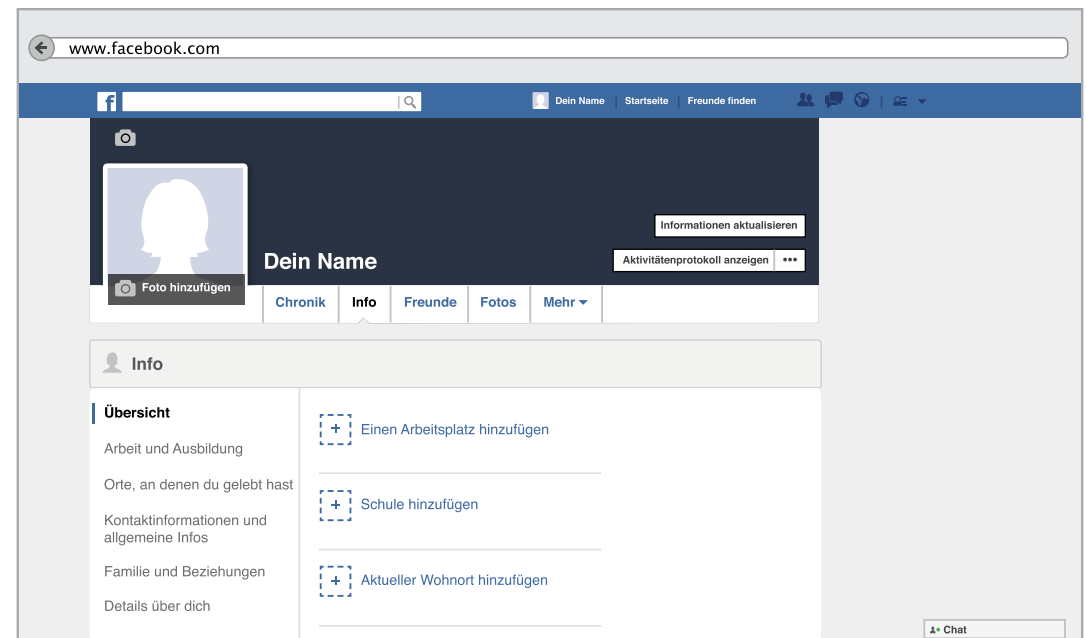 www.facebook.com
f
Dein Name | Startseite | Freunde finden
Informationen aktualisieren
Dein Name
Aktivitätenprotokoll anzeigen •••
Foto hinzufügen
Chronik Info Freunde Fotos Mehr
Info
Übersicht
Arbeit und Ausbildung
Orte, an denen du gelebt hast
Kontaktinformationen und
allgemeine Infos
Familie und Beziehungen
Details über dich
+ Einen Arbeitsplatz hinzufügen
+ Schule hinzufügen
+ Aktueller Wohnort hinzufügen
Chat